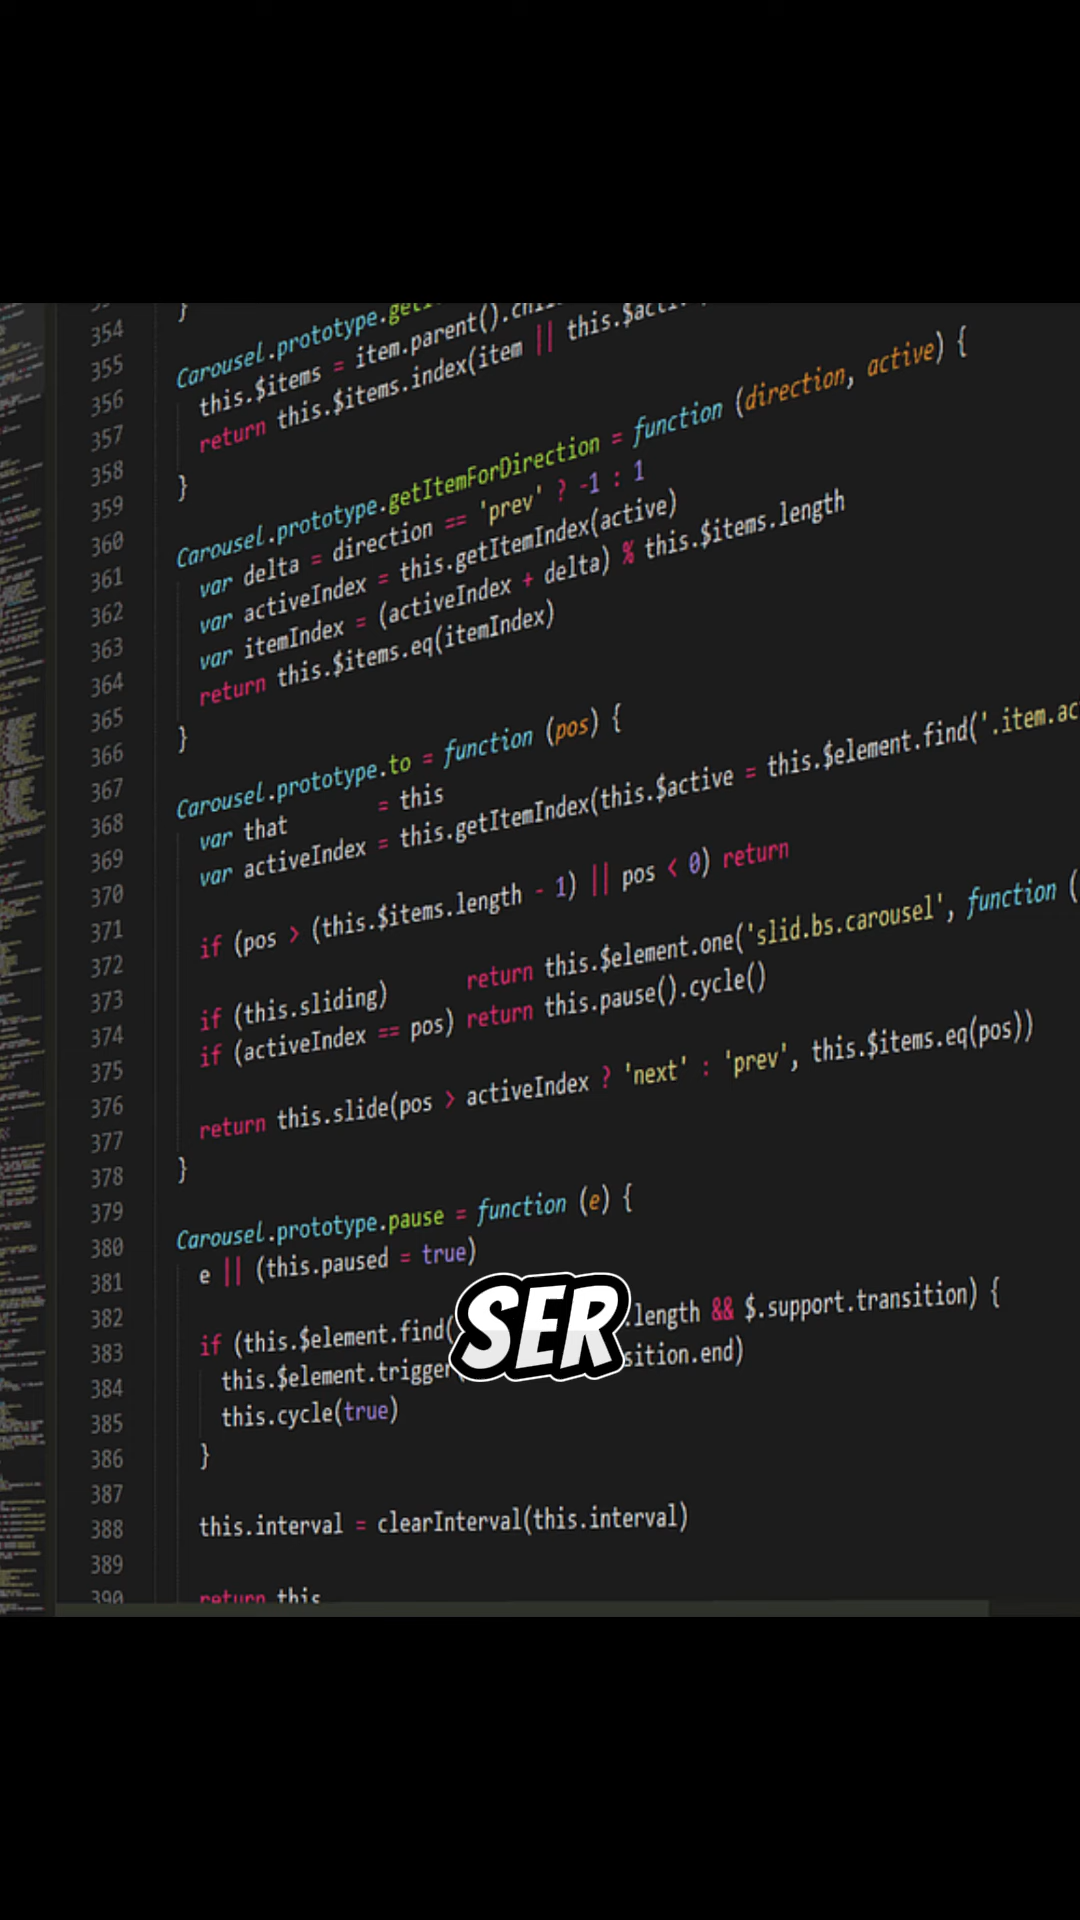 354
355 Carousel.prototype.
356 this.$items = item.parent().
357 return this.$items.index(item || this.
358 }
359
360 Carousel.prototype.getItemForDirection = function (direction, active) {
361 var delta = direction == 'prev' ? -1 : 1
362 var activeIndex = this.getItemIndex(active)
363 var itemIndex = (activeIndex + delta) % this.$items.length
364 return this.$items.eq(itemIndex)
365 }
366
367 Carousel.prototype.to = function (pos) {
368 var that = this
369 var activeIndex = this.getItemIndex(this.$active = this.$element.find('.item.ac
370
371 if (pos > (this.$items.length - 1) || pos < 0) return
372
373 if (this.sliding) return this.$element.one('slid.bs.carousel', function (
374 if (activeIndex == pos) return this.pause().cycle()
375
376 return this.slide(pos > activeIndex ? 'next' : 'prev', this.$items.eq(pos))
377 }
378
379 Carousel.prototype.pause = function (e) {
380 e || (this.paused = true)
381
382 if (this.$element.find( .length && $.support.transition) {
383 this.$element.trigger sition.end)
384 this.cycle(true)
385 }
386
387 this.interval = clearInterval(this.interval)
388
389 return this
390
SER